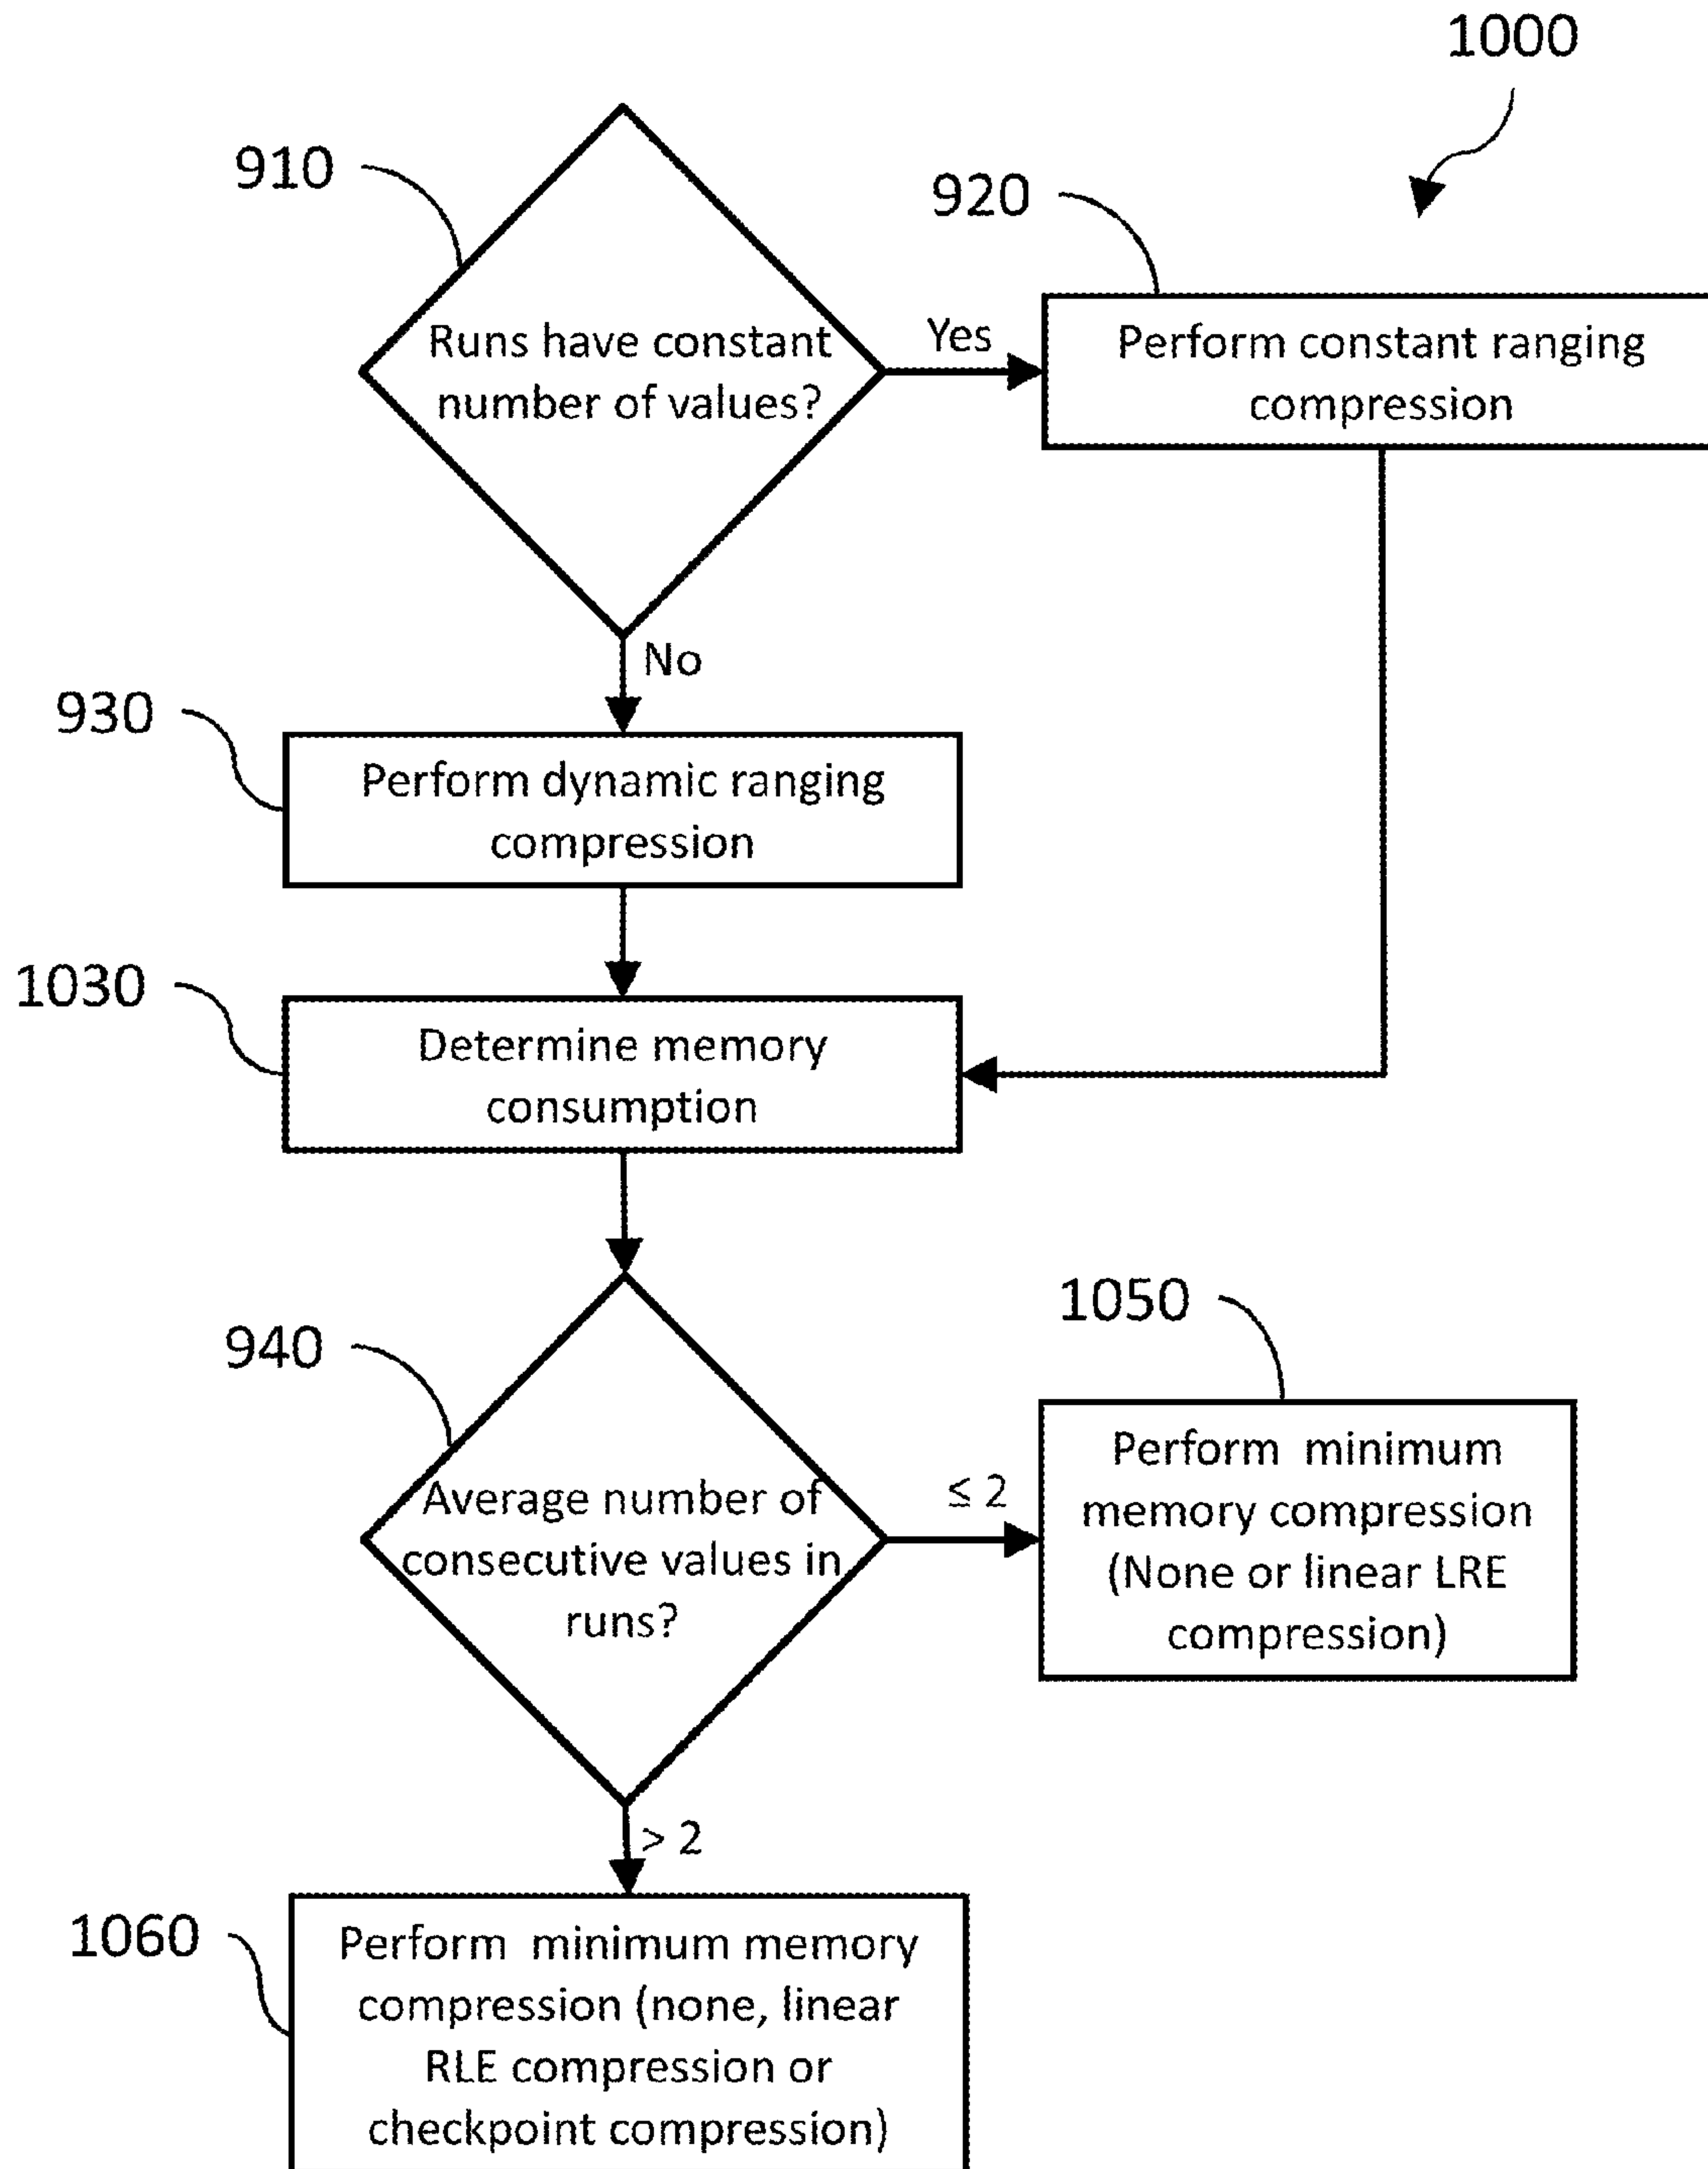 1000
910
920
Runs have constant
number of values?
Yes
Perform constant ranging
compression
No
930
Perform dynamic ranging
compression
1030
Determine memory
consumption
940
Average number of
consecutive values in
runs?
≤ 2
1050
Perform minimum
memory compression
(None or linear LRE
compression)
> 2
1060
Perform minimum memory
compression (none, linear
RLE compression or
checkpoint compression)